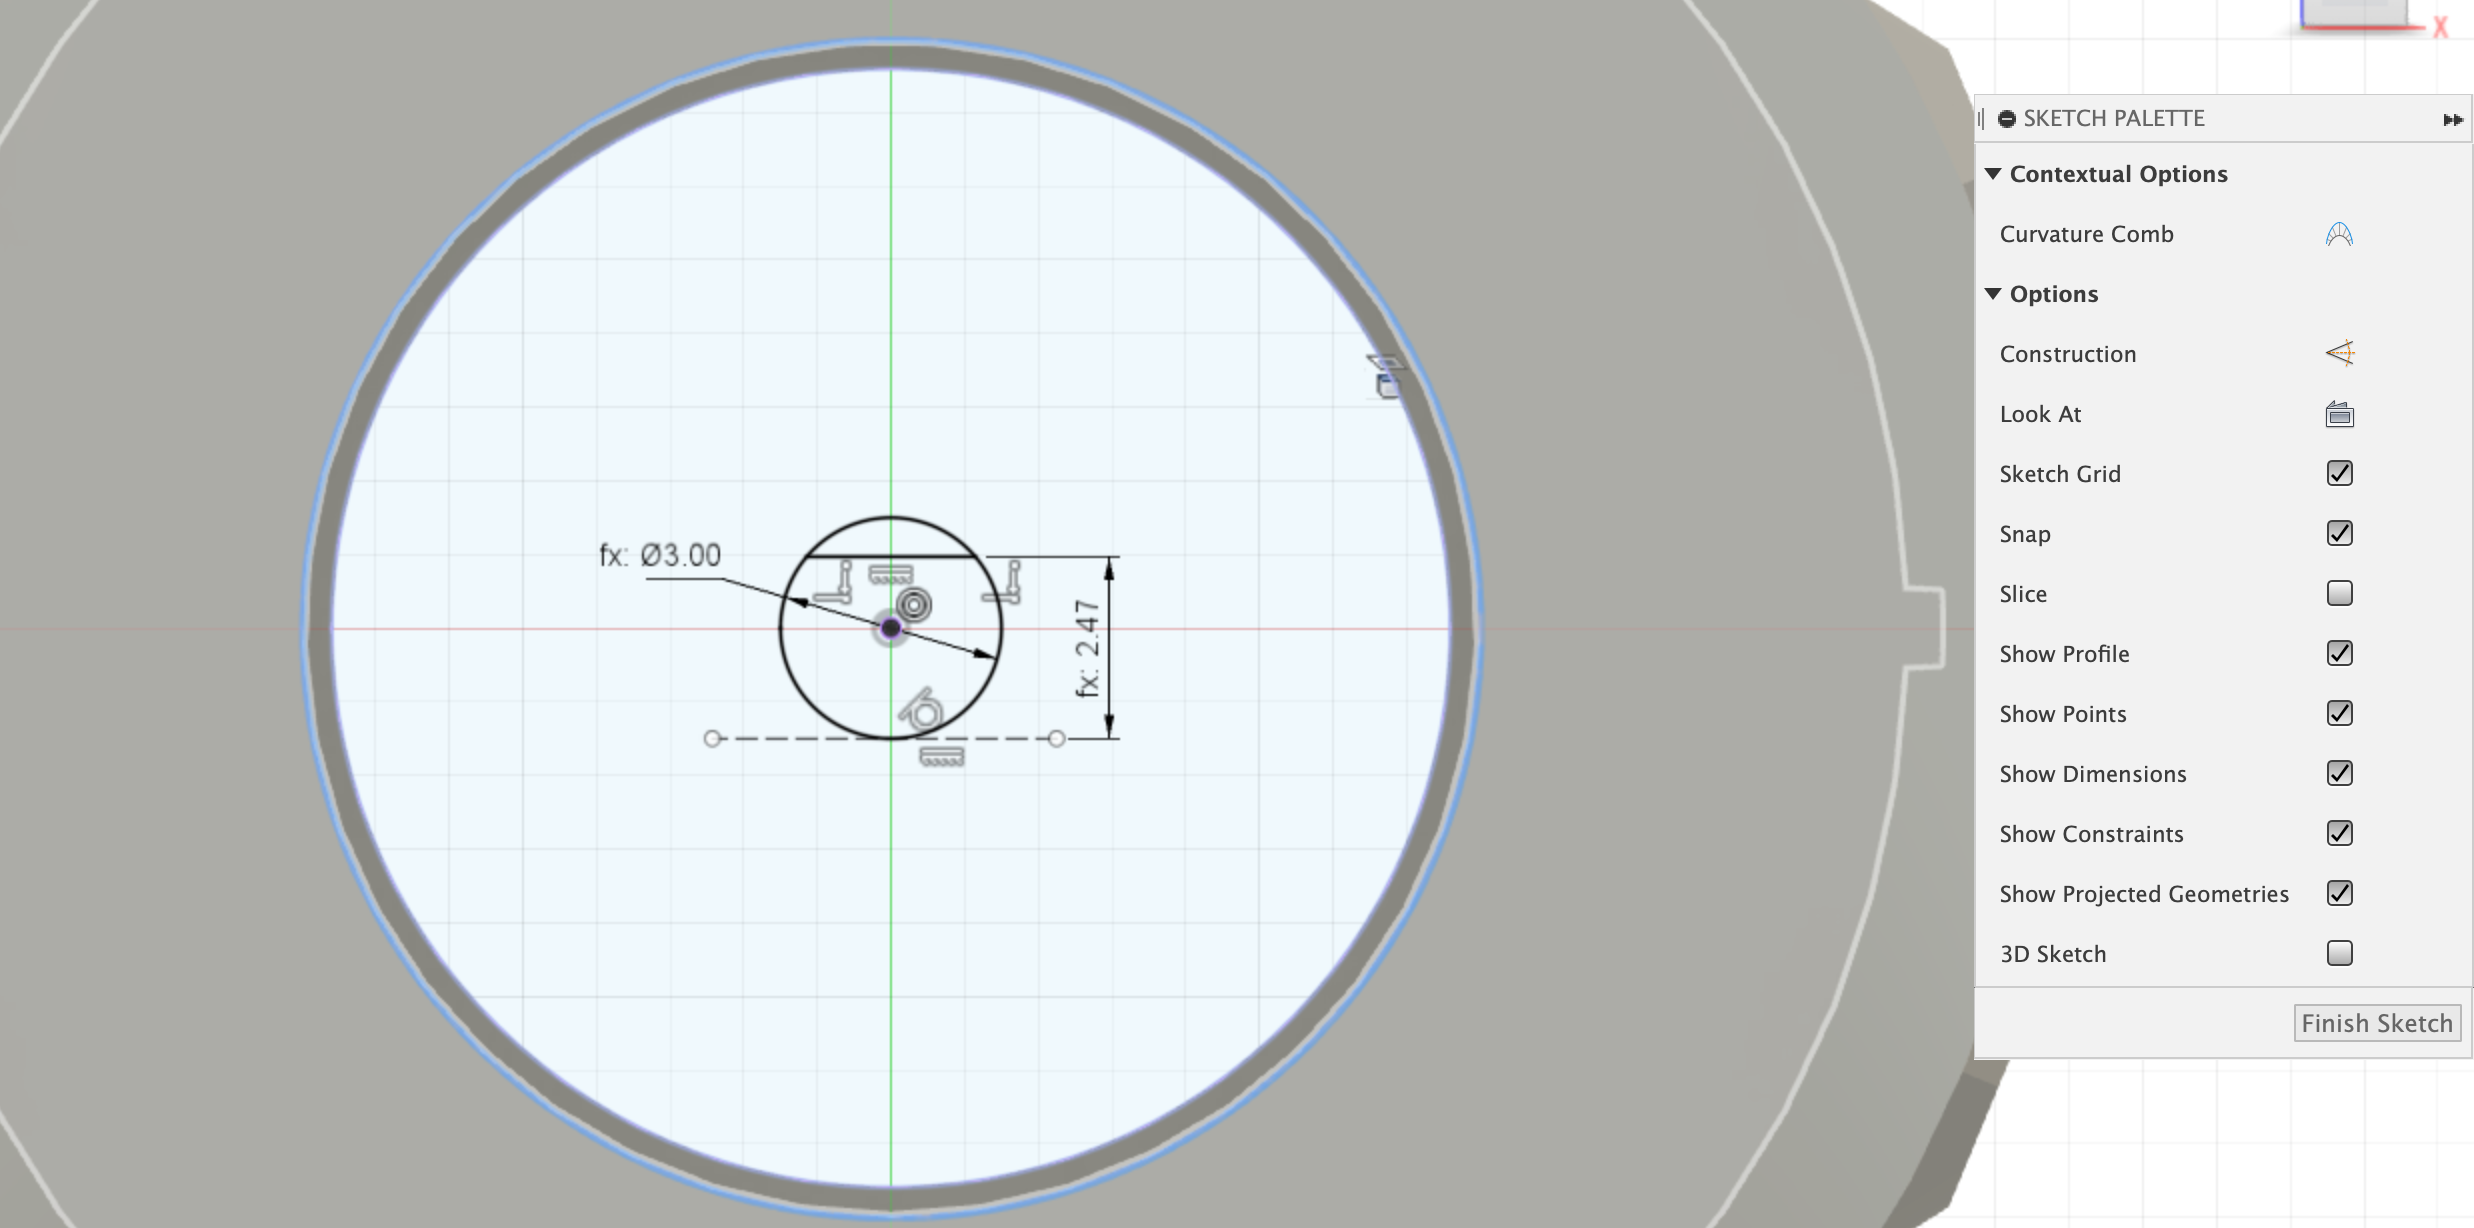 X
SKETCH PALETTE
Contextual Options
Curvature Comb
Options
Construction
Look At
Sketch Grid
Snap
Slice
Show Profile
Show Points
Show Dimensions
Show Constraints
Show Projected Geometries
3D Sketch
Finish Sketch
fx: Ø3.00
fx: 2.47